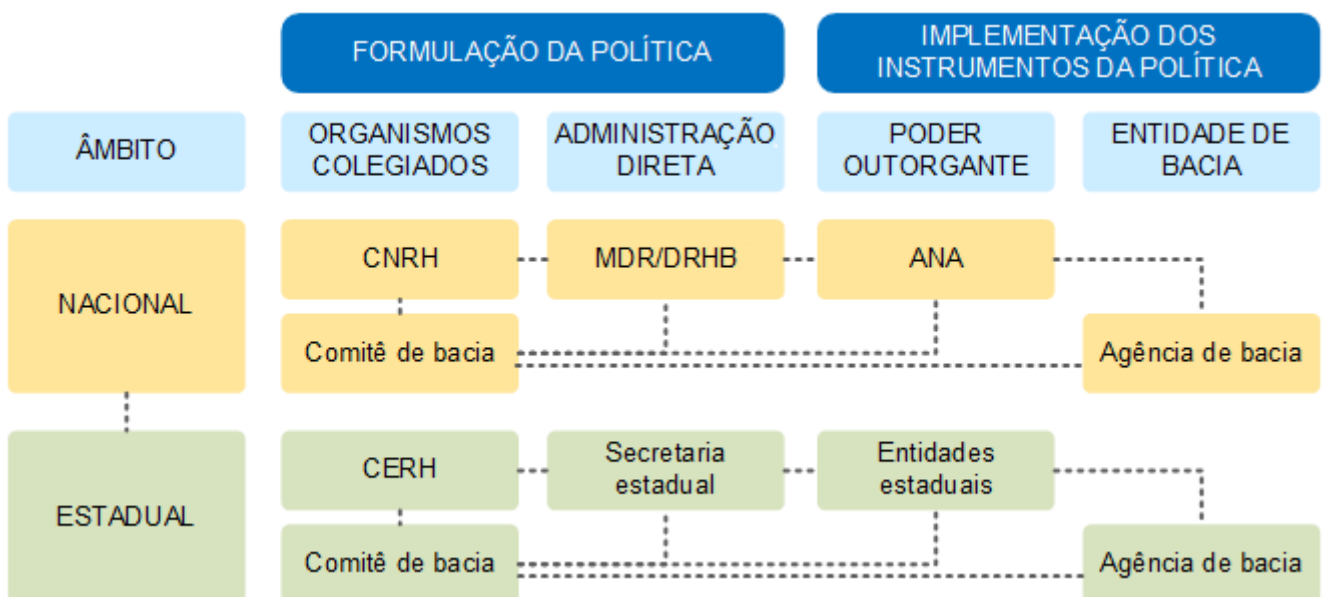 FORMULAÇÃO DA POLÍTICA
IMPLEMENTAÇÃO DOS
INSTRUMENTOS DA POLÍTICA
ÂMBITO
ORGANISMOS
COLEGIADOS
ADMINISTRAÇÃO
DIRETA
PODER
OUTORGANTE
ENTIDADE DE
BACIA
NACIONAL
CNRH
MDR/DRHB
ANA
Comitê de bacia
Agência de bacia
ESTADUAL
CERH
Secretaria
estadual
Entidades
estaduais
Comitê de bacia
Agência de bacia